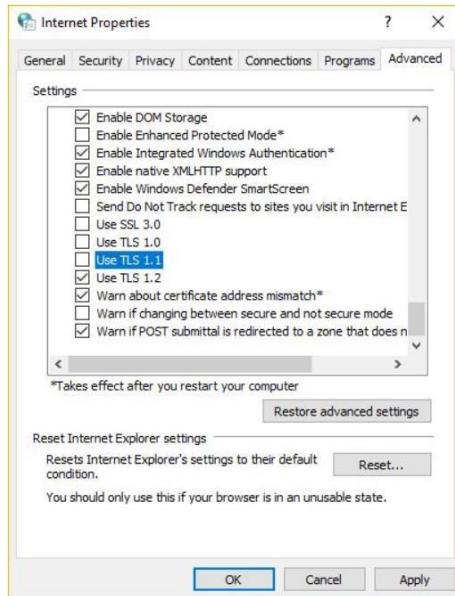 Internet Properties
? X
General Security Privacy Content Connections Programs Advanced
Settings
Enable DOM Storage
Enable Enhanced Protected Mode*
Enable Integrated Windows Authentication*
Enable native XMLHTTP support
Enable Windows Defender SmartScreen
Send Do Not Track requests to sites you visit in Internet E
Use SSL 3.0
Use TLS 1.0
Use TLS 1.1
Use TLS 1.2
Warn about certificate address mismatch*
Warn if changing between secure and not secure mode
Warn if POST submittal is redirected to a zone that does n
*Takes effect after you restart your computer
Restore advanced settings
Reset Internet Explorer settings
Resets Internet Explorer's settings to their default
condition.
Reset...
You should only use this if your browser is in an unusable state.
OK Cancel Apply